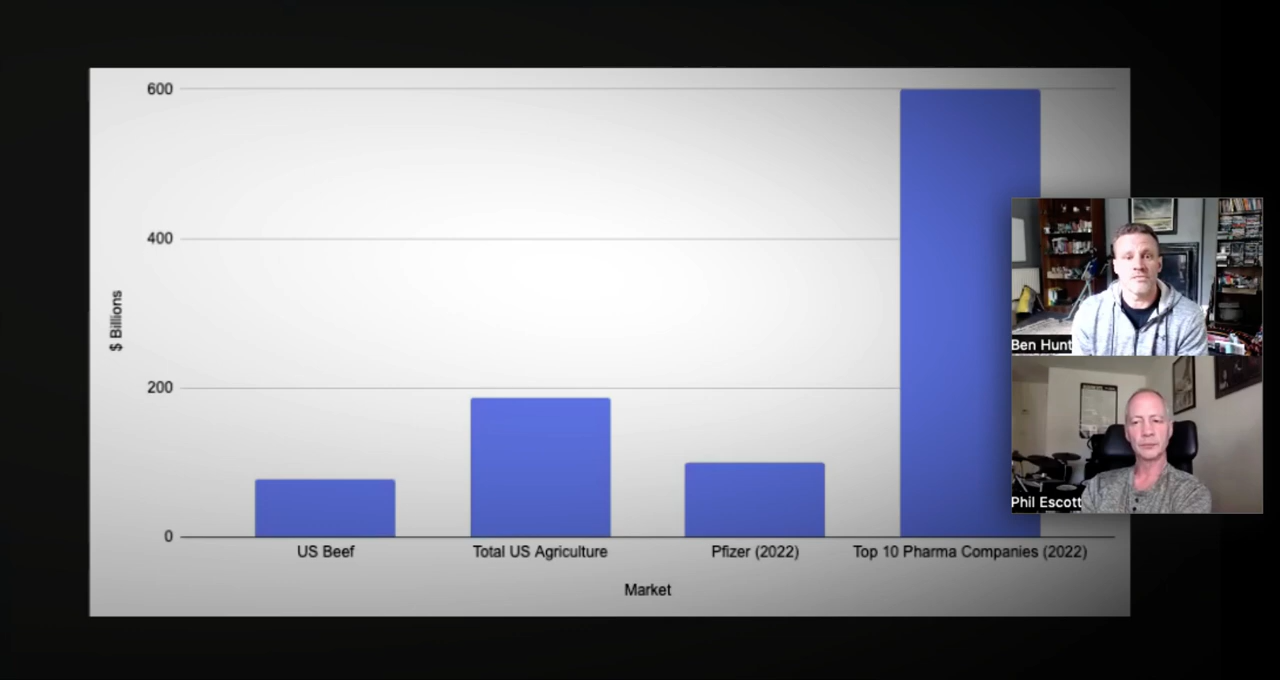 600
400
200
0
$ Billions
US Beef
Total US Agriculture
Pfizer (2022)
Top 10 Pharma Companies (2022)
Market
Ben Hunt
Phil Escott